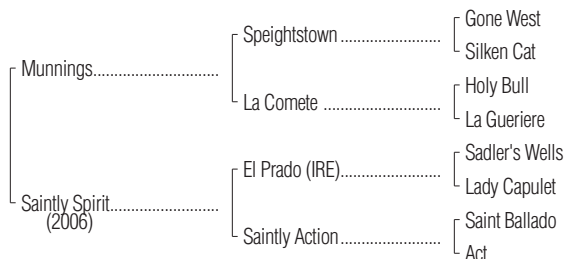 Gone West
Speightstown
Silken Cat
Munnings
Holy Bull
La Comete
La Gueriere
Sadler's Wells
El Prado (IRE)
Lady Capulet
Saintly Spirit
(2006)
Saint Ballado
Saintly Action
Act